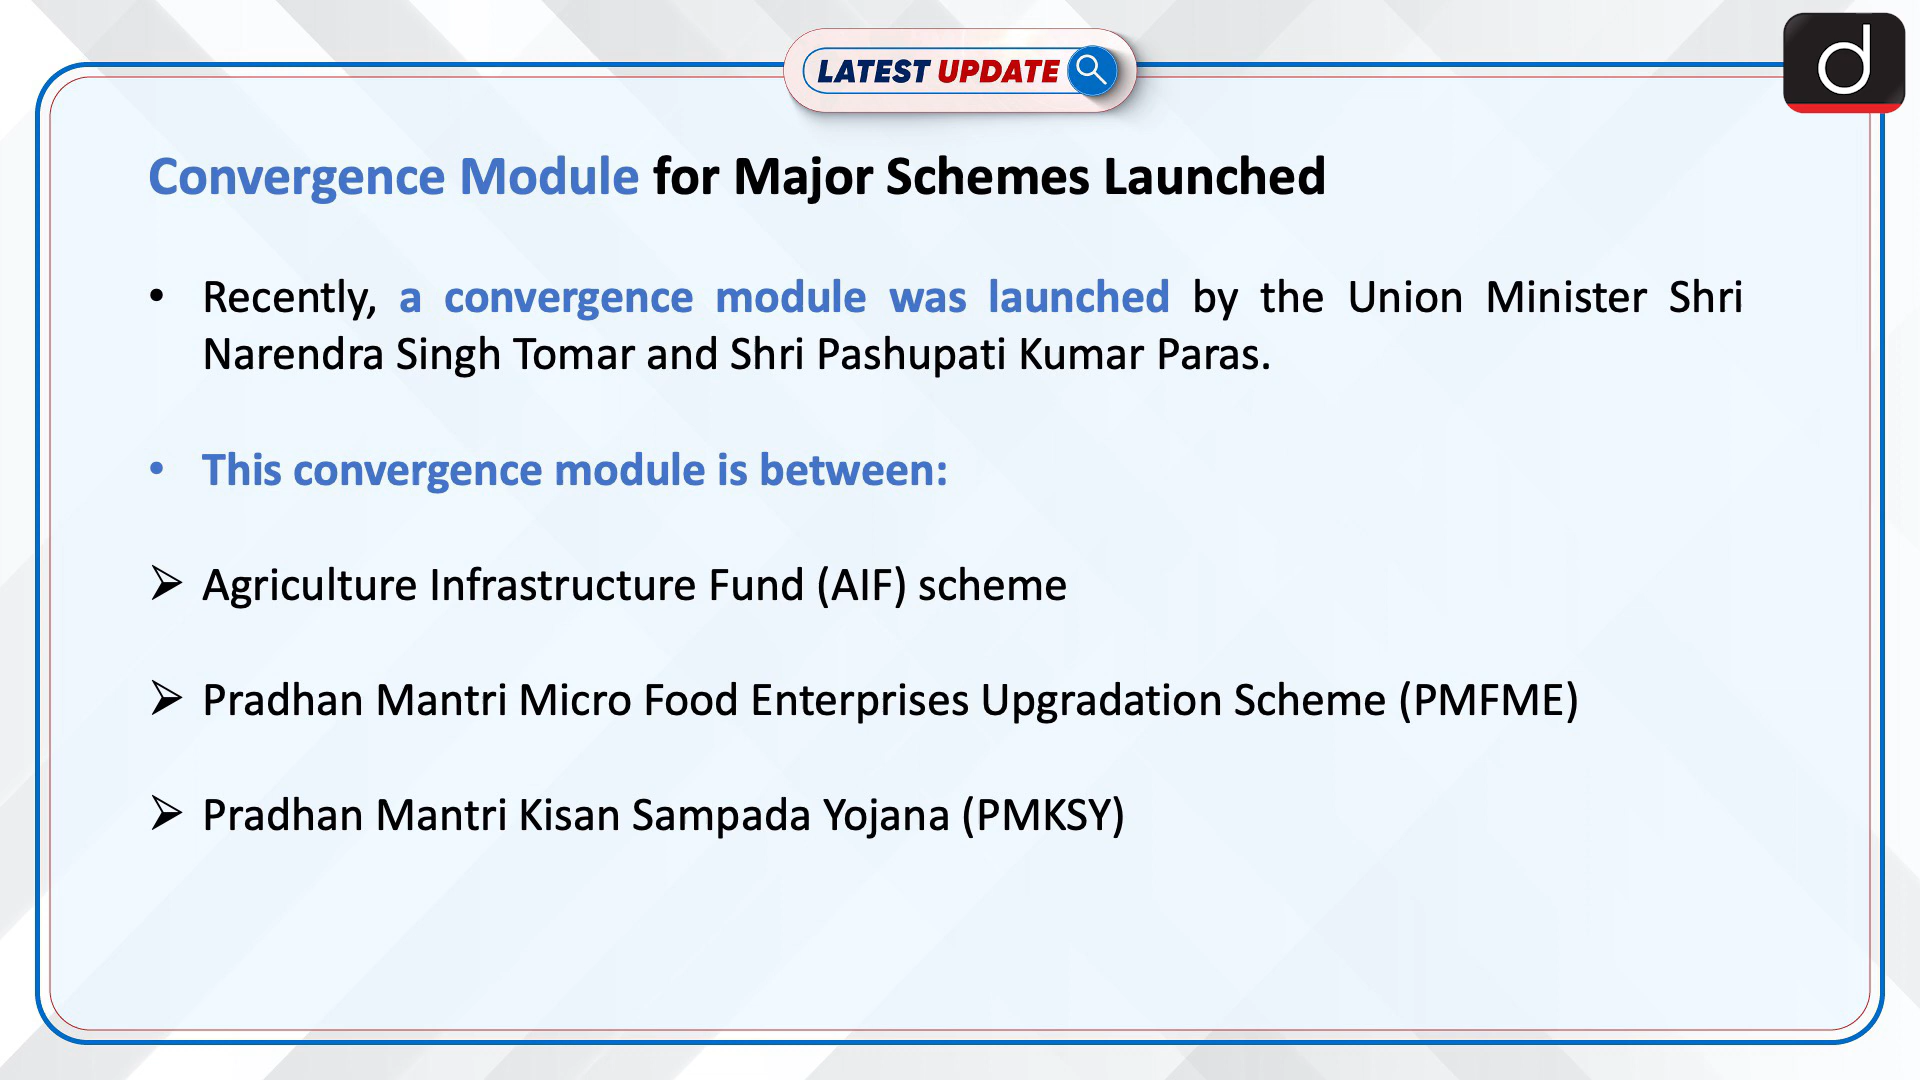 LATEST UPDATE
d
Convergence Module for Major Schemes Launched
• Recently, a convergence module was launched by the Union Minister Shri
Narendra Singh Tomar and Shri Pashupati Kumar Paras.
• This convergence module is between:
➢ Agriculture Infrastructure Fund (AIF) scheme
➢ Pradhan Mantri Micro Food Enterprises Upgradation Scheme (PMFME)
➢ Pradhan Mantri Kisan Sampada Yojana (PMKSY)